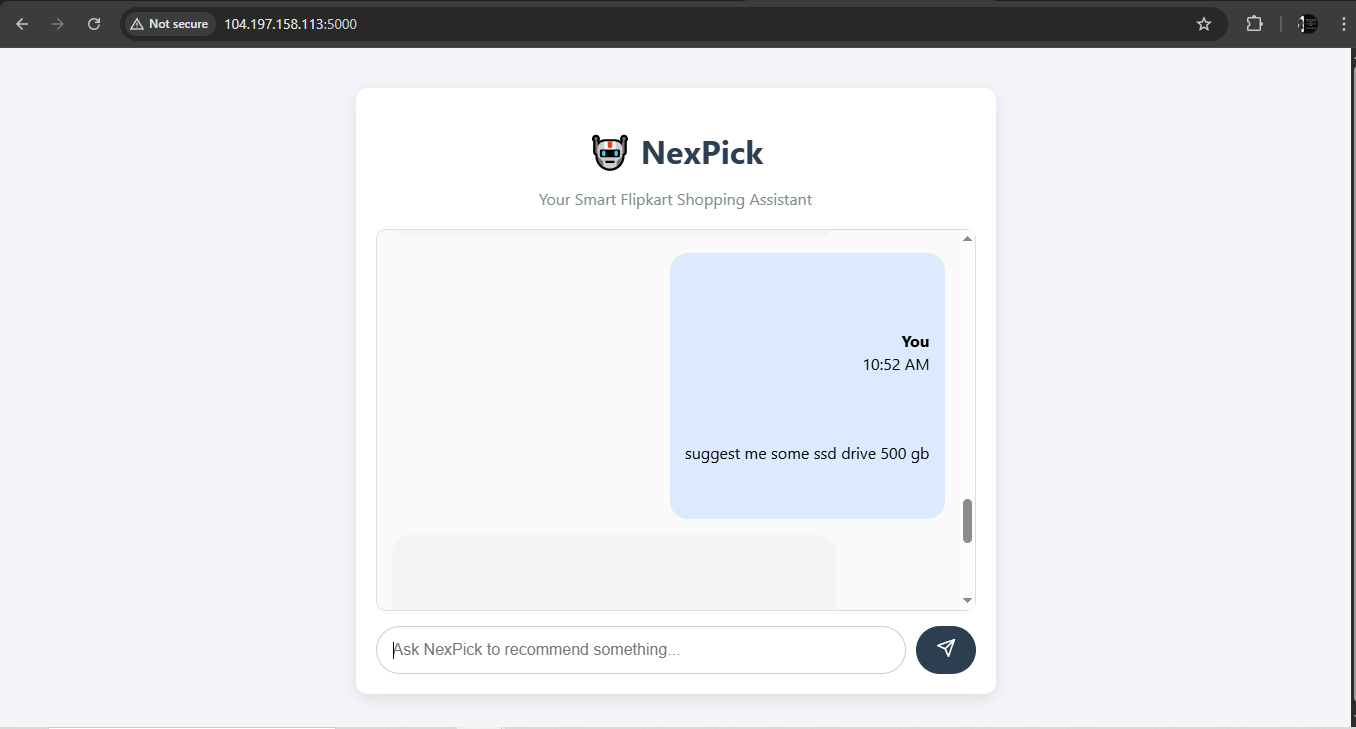 Not secure
104.197.158.113:5000
NexPick
Your Smart Flipkart Shopping Assistant
You
10:52 AM
suggest me some ssd drive 500 gb
Ask NexPick to recommend something...